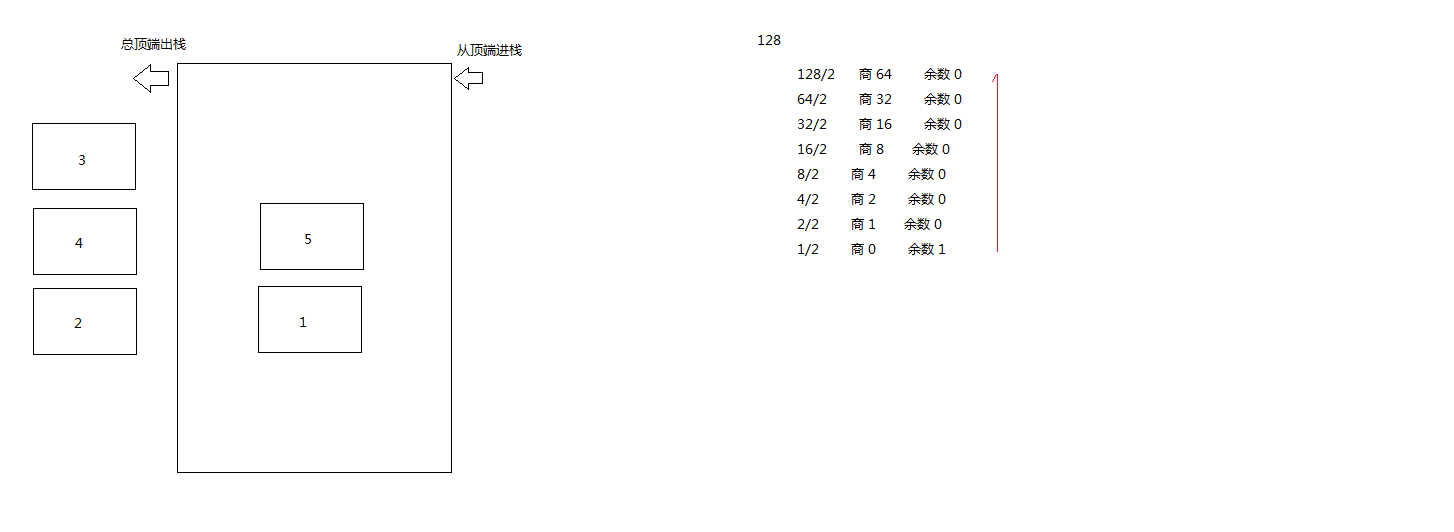 总顶端出栈
从顶端进栈
3
4
2
5
1
128
128/2 商 64 余数 0
64/2 商 32 余数 0
32/2 商 16 余数 0
16/2 商 8 余数 0
8/2 商 4 余数 0
4/2 商 2 余数 0
2/2 商 1 余数 0
1/2 商 0 余数 1